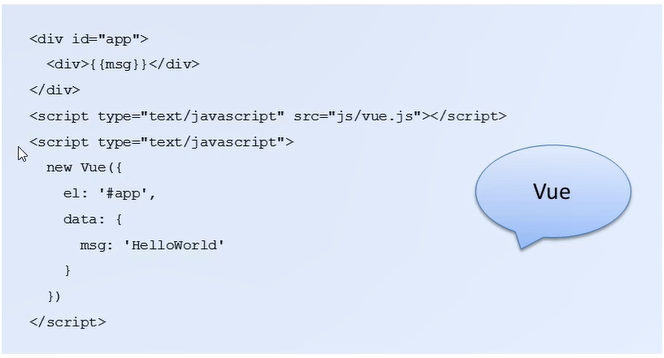 <div id="app">
  <div>{{msg}}</div>
</div>
<script type="text/javascript" src="js/vue.js"></script>
<script type="text/javascript">
  new Vue({
    el: '#app',
    data: {
      msg: 'HelloWorld'
    }
  })
</script>
Vue